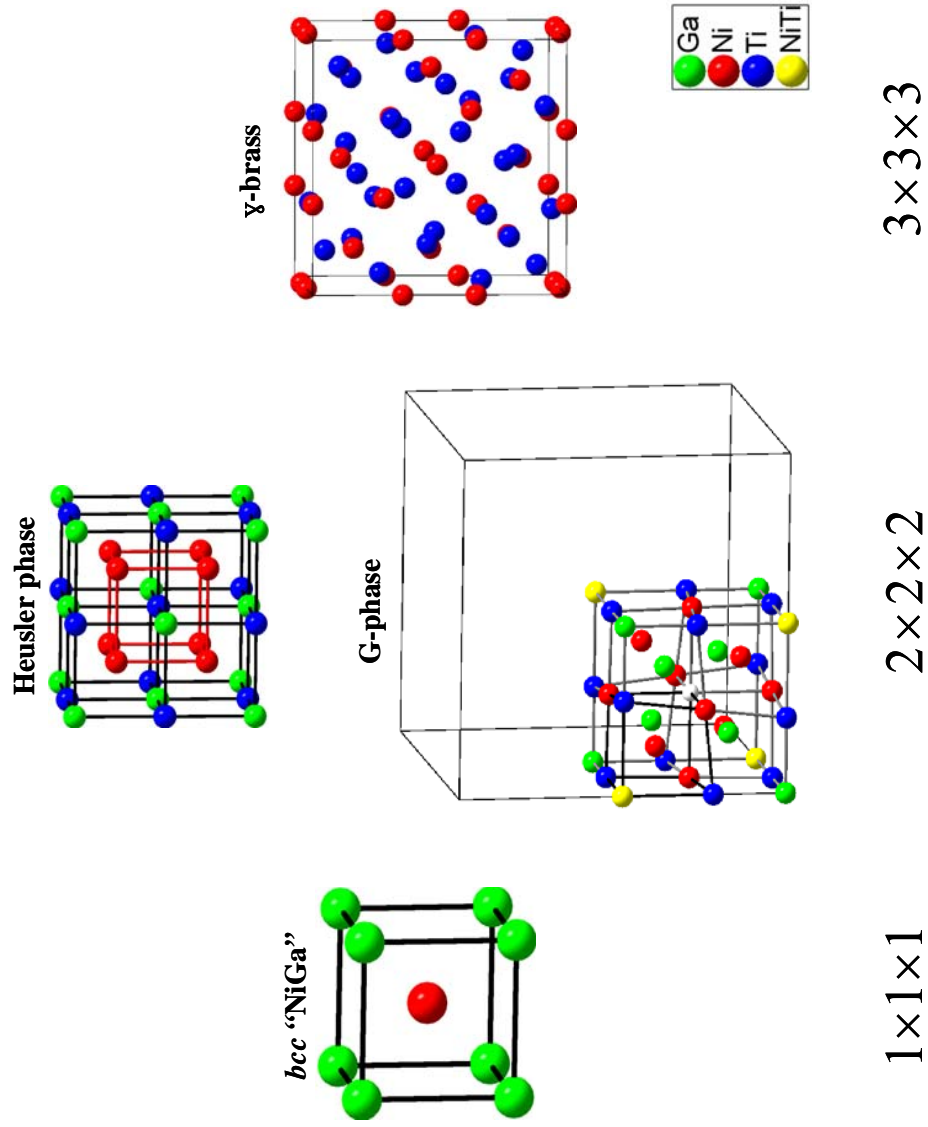 Heusler phase
bcc “NiGa”
G-phase
ɣ-brass
Ga
Ni
Ti
NiTi
1×1×1
2×2×2
3×3×3